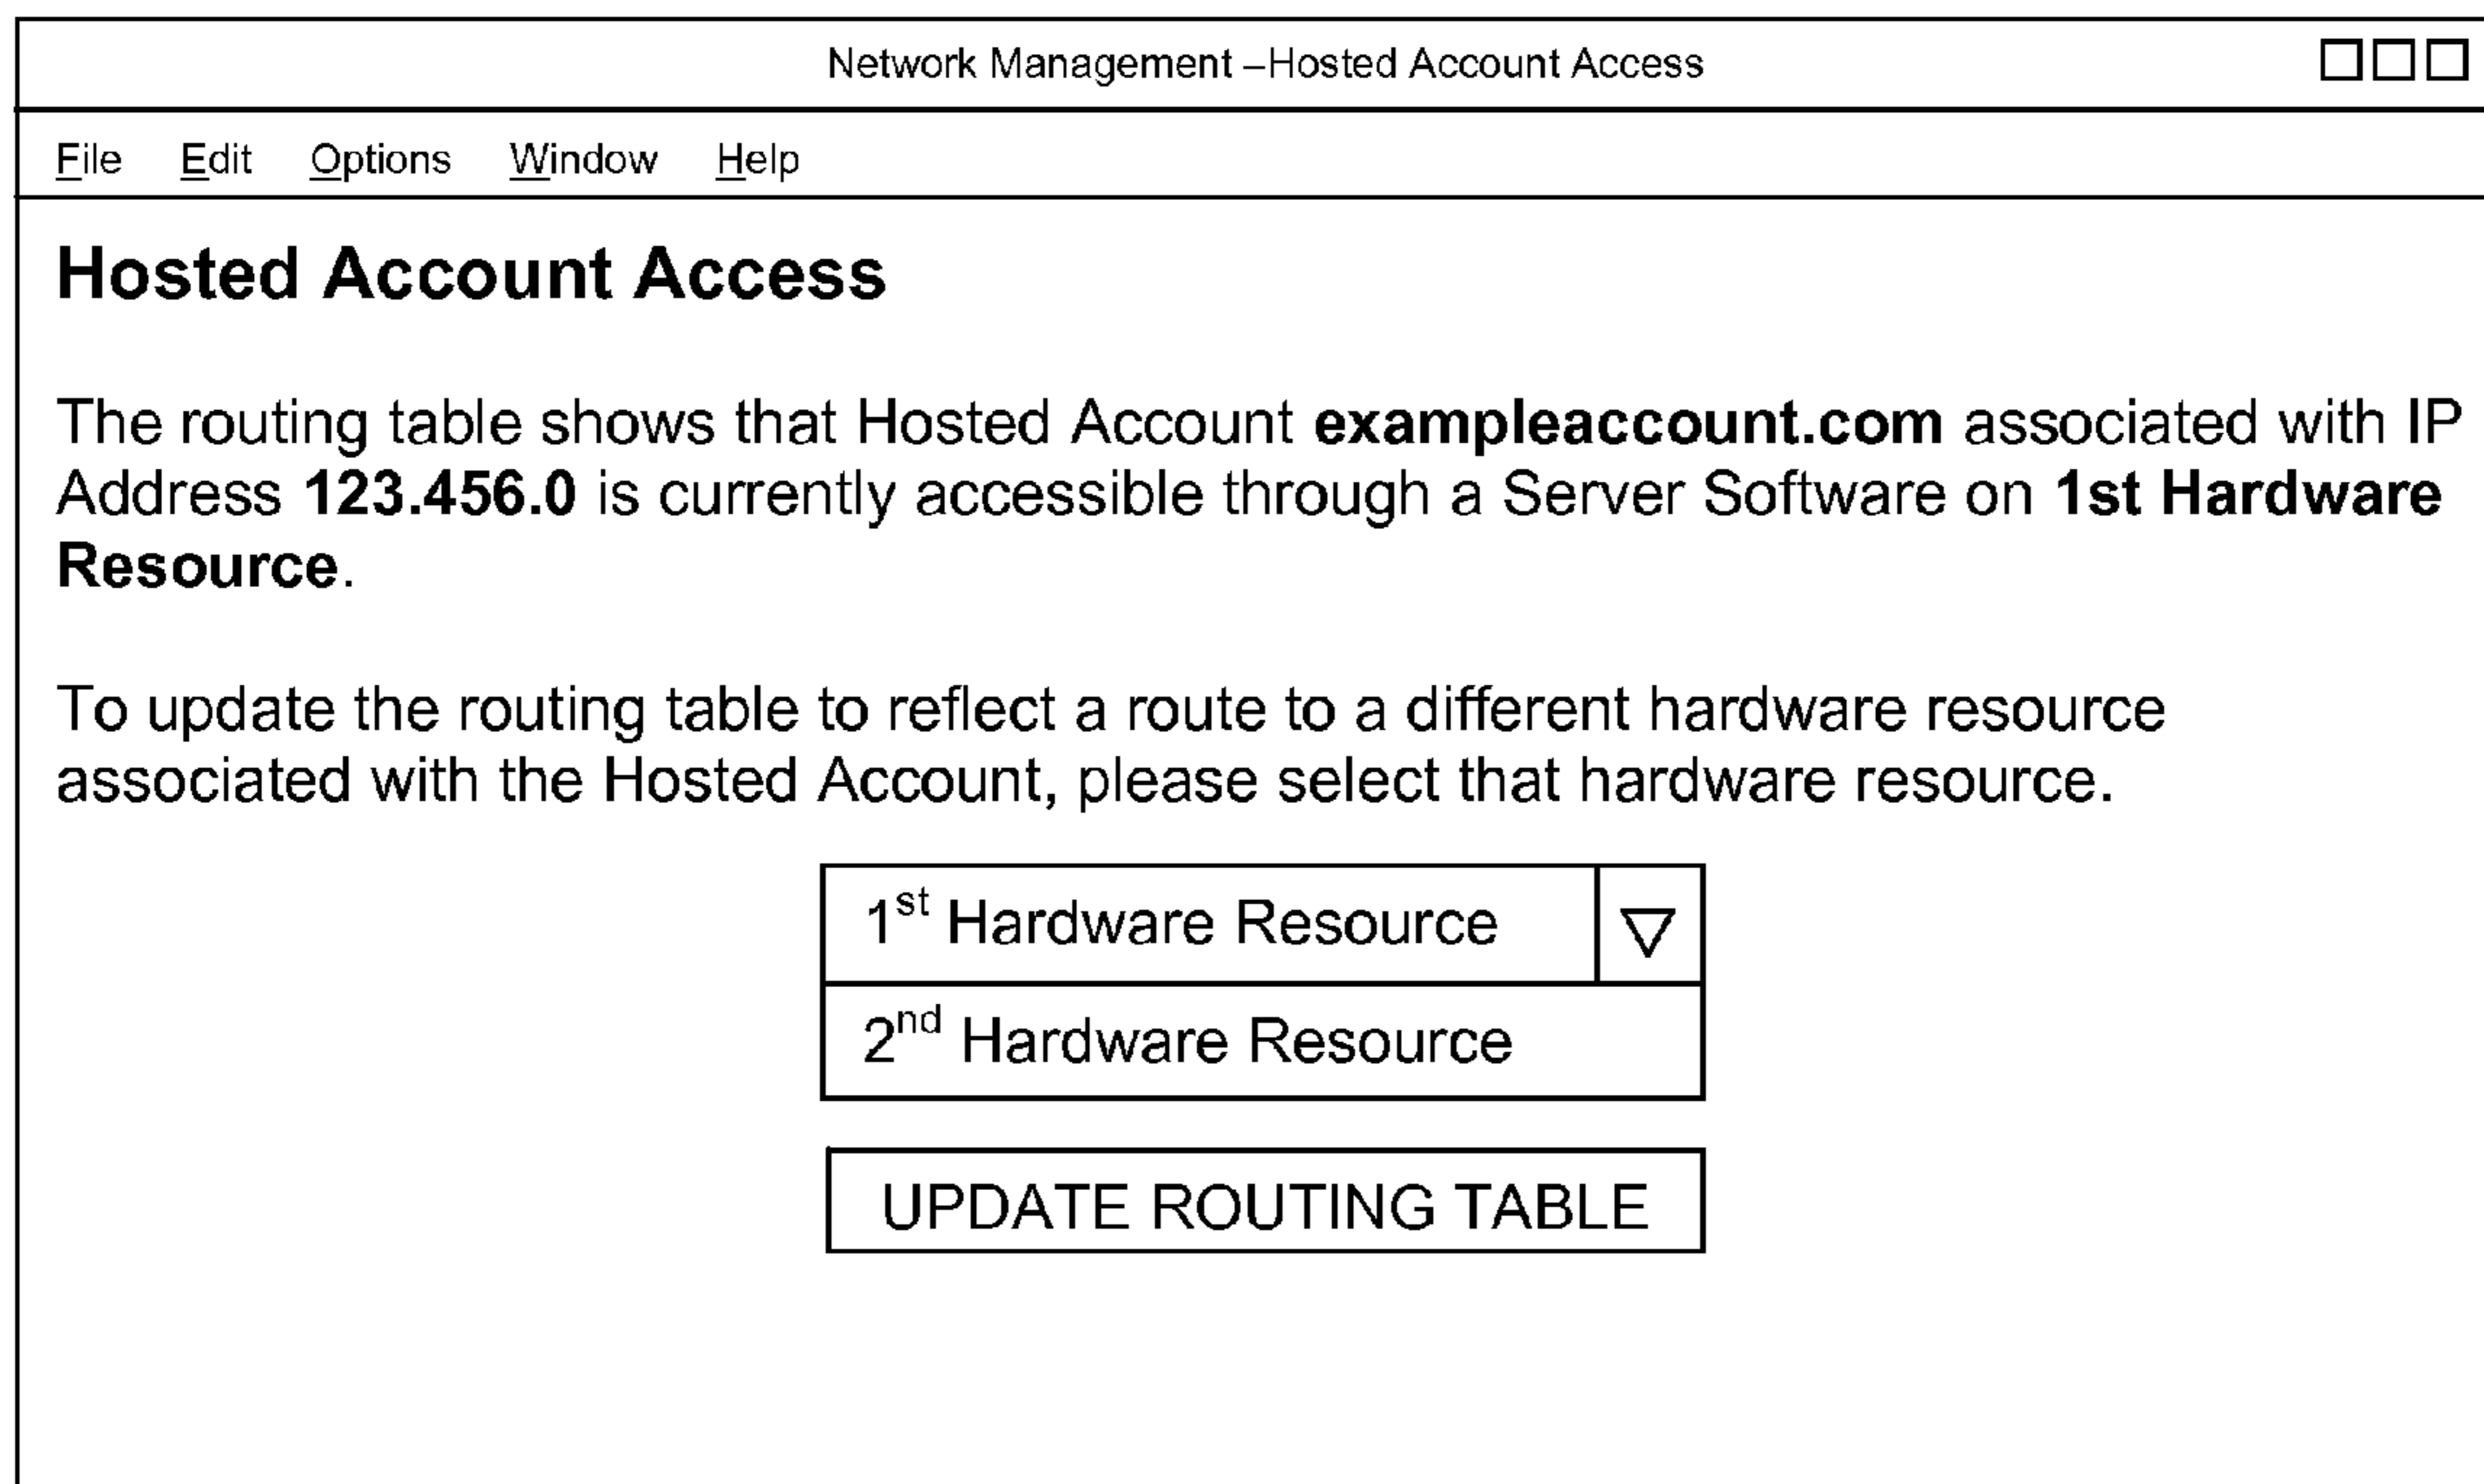 Network Management –Hosted Account Access
File Edit Options Window Help
Hosted Account Access
The routing table shows that Hosted Account exampleaccount.com associated with IP
Address 123.456.0 is currently accessible through a Server Software on 1st Hardware
Resource.
To update the routing table to reflect a route to a different hardware resource
associated with the Hosted Account, please select that hardware resource.
1st Hardware Resource
2nd Hardware Resource
UPDATE ROUTING TABLE